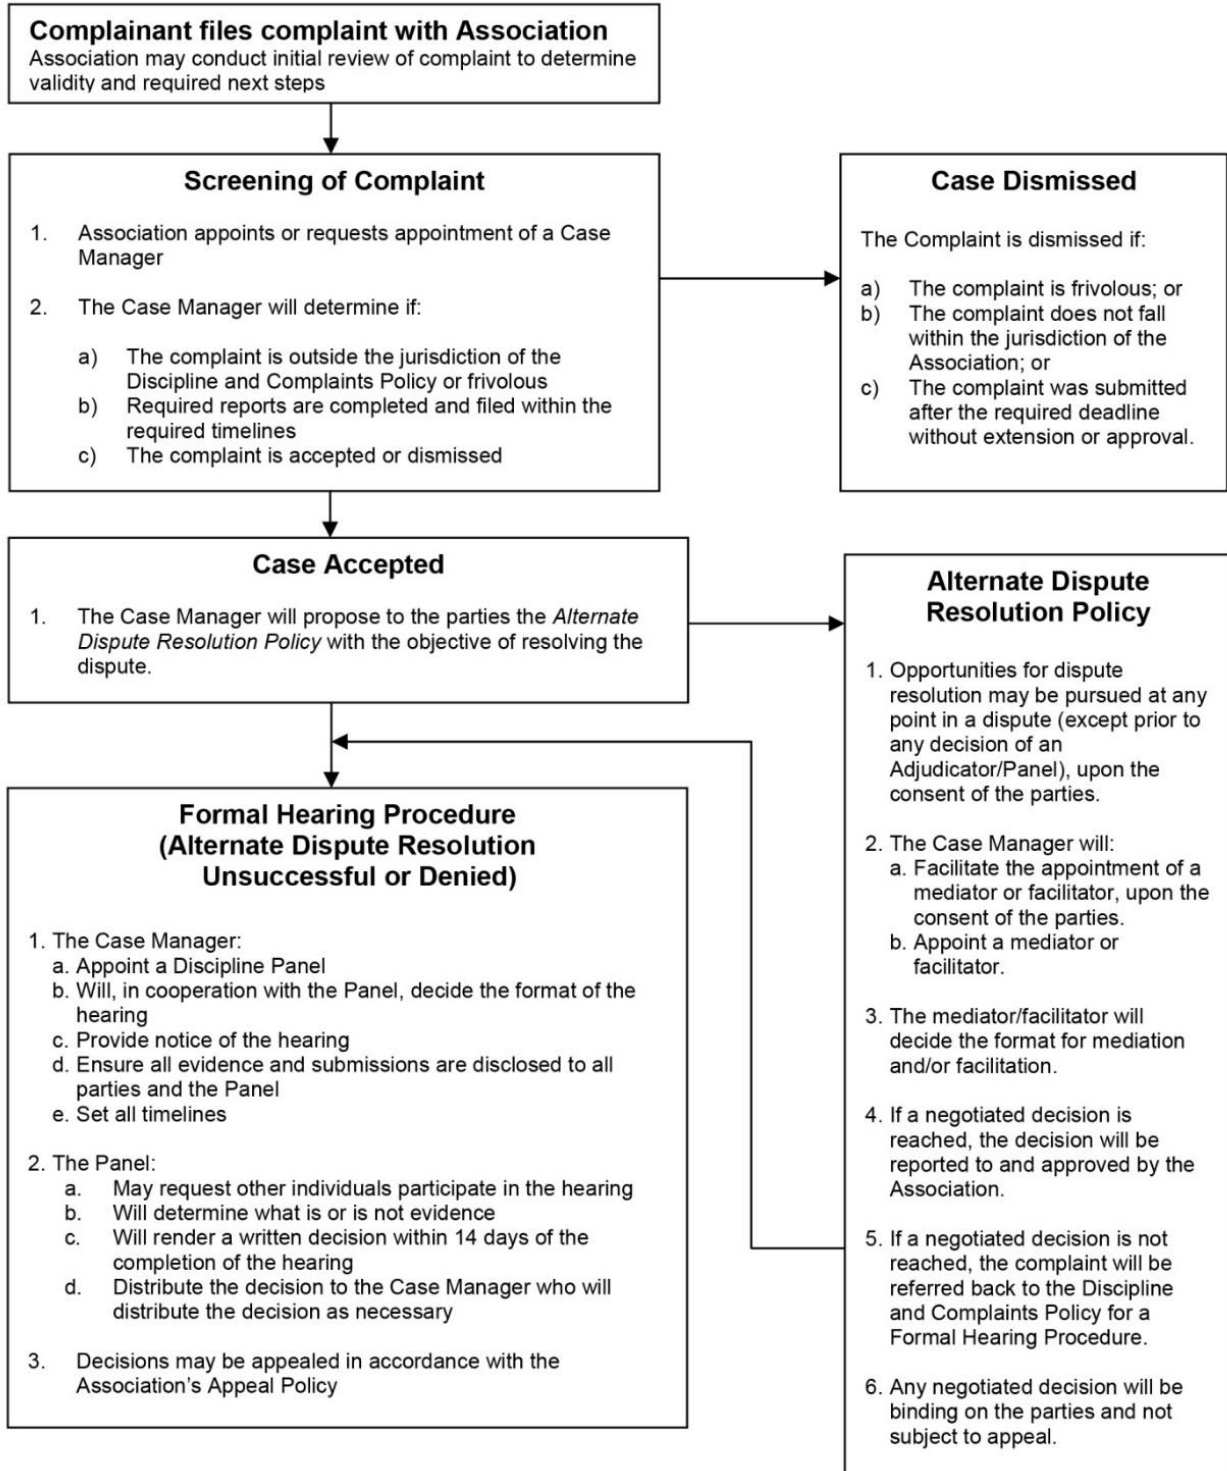 Complainant files complaint with Association
Association may conduct initial review of complaint to determine
validity and required next steps
Screening of Complaint
1. Association appoints or requests appointment of a Case
Manager
2. The Case Manager will determine if:
a) The complaint is outside the jurisdiction of the
Discipline and Complaints Policy or frivolous
b) Required reports are completed and filed within the
required timelines
c) The complaint is accepted or dismissed
Case Dismissed
The Complaint is dismissed if:
a) The complaint is frivolous; or
b) The complaint does not fall
within the jurisdiction of the
Association; or
c) The complaint was submitted
after the required deadline
without extension or approval.
Case Accepted
1. The Case Manager will propose to the parties the Alternate
Dispute Resolution Policy with the objective of resolving the
dispute.
Alternate Dispute
Resolution Policy
1. Opportunities for dispute
resolution may be pursued at any
point in a dispute (except prior to
any decision of an
Adjudicator/Panel), upon the
consent of the parties.
2. The Case Manager will:
a. Facilitate the appointment of a
mediator or facilitator, upon the
consent of the parties.
b. Appoint a mediator or
facilitator.
3. The mediator/facilitator will
decide the format for mediation
and/or facilitation.
4. If a negotiated decision is
reached, the decision will be
reported to and approved by the
Association.
5. If a negotiated decision is not
reached, the complaint will be
referred back to the Discipline
and Complaints Policy for a
Formal Hearing Procedure.
6. Any negotiated decision will be
binding on the parties and not
subject to appeal.
Formal Hearing Procedure
(Alternate Dispute Resolution
Unsuccessful or Denied)
1. The Case Manager:
a. Appoint a Discipline Panel
b. Will, in cooperation with the Panel, decide the format of the
hearing
c. Provide notice of the hearing
d. Ensure all evidence and submissions are disclosed to all
parties and the Panel
e. Set all timelines
2. The Panel:
a. May request other individuals participate in the hearing
b. Will determine what is or is not evidence
c. Will render a written decision within 14 days of the
completion of the hearing
d. Distribute the decision to the Case Manager who will
distribute the decision as necessary
3. Decisions may be appealed in accordance with the
Association's Appeal Policy